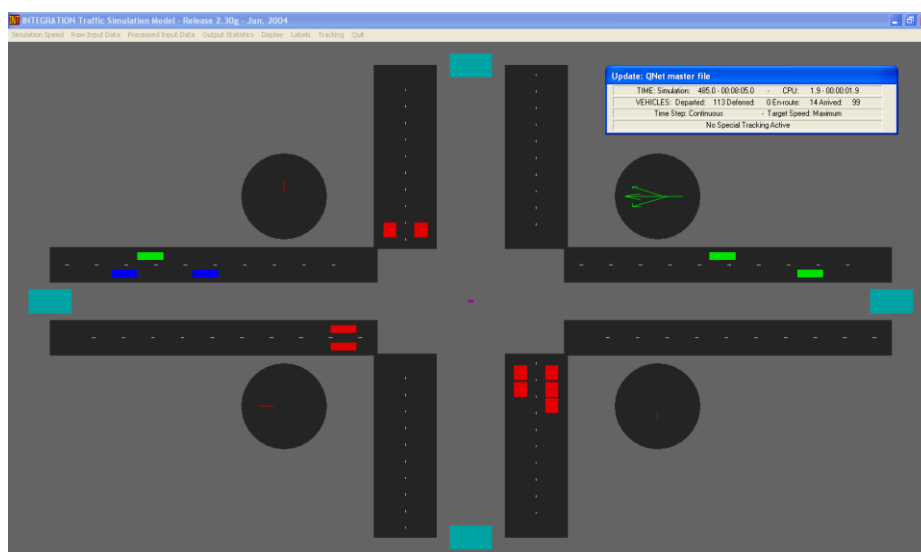 INTEGRATION Traffic Simulation Model - Release 2.30g - Jun. 2004
Simulation Speed Raw Input Data Processed Input Data Output Statistics Display Labels Tracking Quit
Update: QNet master file
TIME: Simulation: 485.0 - 00:08:05.0 - CPU: 1.9 - 00:00:01.9
VEHICLES: Departed: 113 Deferred: 0 En-route: 14 Arrived: 99
Time Step: Continuous - Target Speed: Maximum
No Special Tracking Active